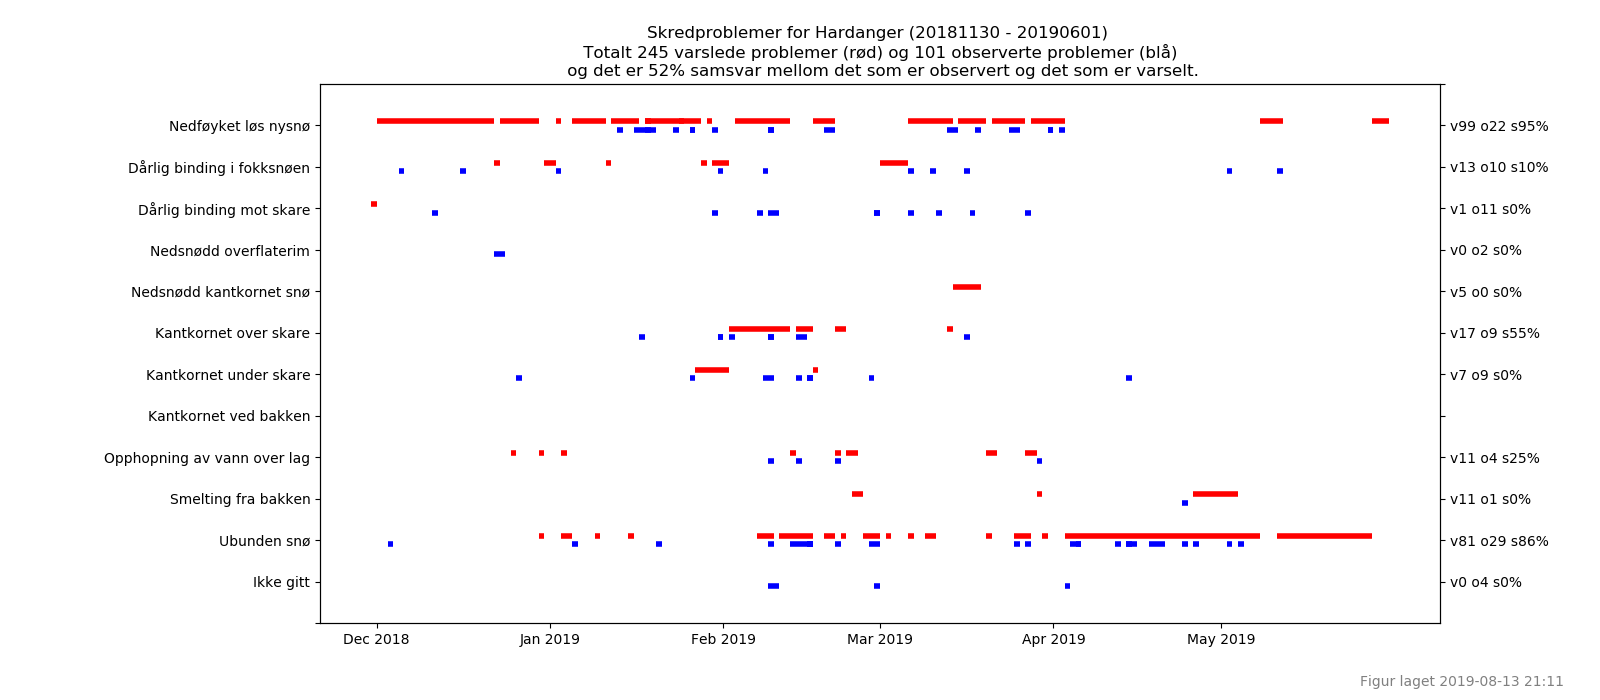 Skredproblemer for Hardanger (20181130 - 20190601)
Totalt 245 varslede problemer (rød) og 101 observerte problemer (blå)
og det er 52% samsvar mellom det som er observert og det som er varselt.
Nedføyket løs nysnø v99 o22 s95%
Dårlig binding i fokksnøen v13 o10 s10%
Dårlig binding mot skare v1 o11 s0%
Nedsnødd overflaterim v0 o2 s0%
Nedsnødd kantkornet snø v5 o0 s0%
Kantkornet over skare v17 o9 s55%
Kantkornet under skare v7 o9 s0%
Kantkornet ved bakken
Opphopning av vann over lag v11 o4 s25%
Smelting fra bakken v11 o1 s0%
Ubunden snø v81 o29 s86%
Ikke gitt v0 o4 s0%
Dec 2018 Jan 2019 Feb 2019 Mar 2019 Apr 2019 May 2019
Figur laget 2019-08-13 21:11